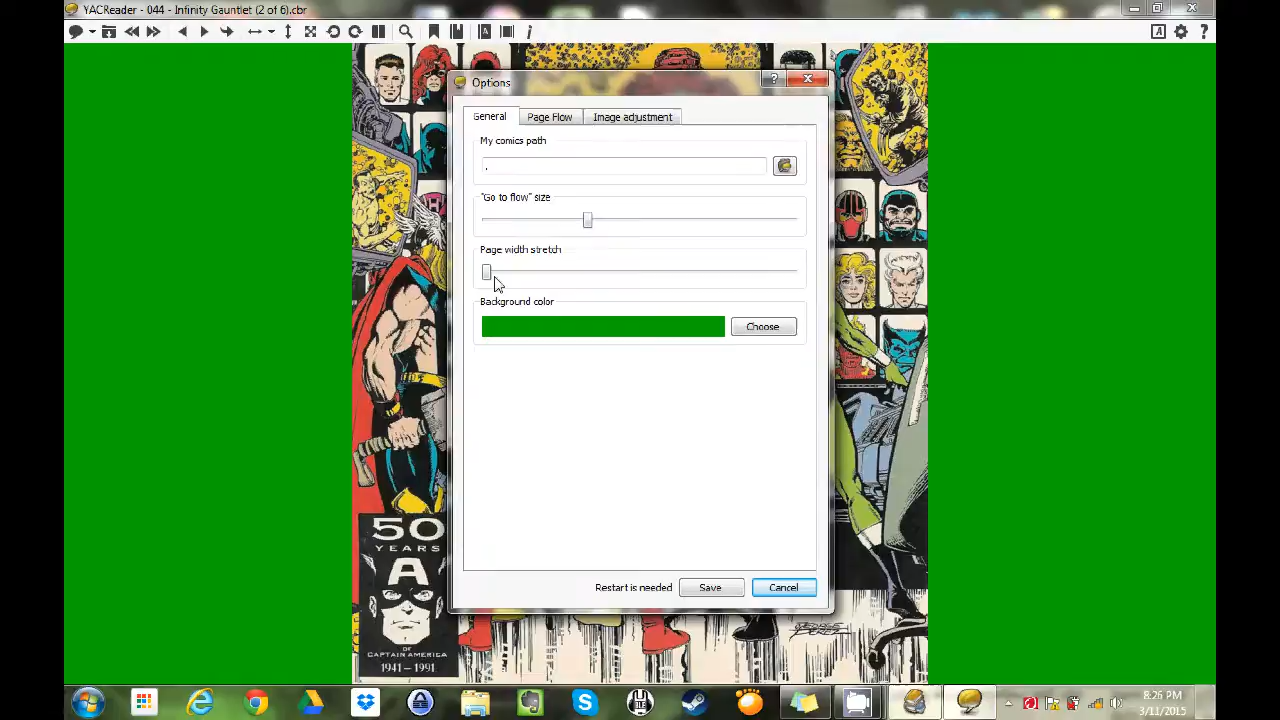 YACReader - 044 - Infinity Gauntlet (2 of 6).cbr
Options
General Page Flow Image adjustment
My comics path
.
"Go to flow" size
Page width stretch
Background color
Choose
Restart is needed Save Cancel
50
YEARS
A
OF
CAPTAIN AMERICA
1941-1991
8:26 PM
3/11/2015